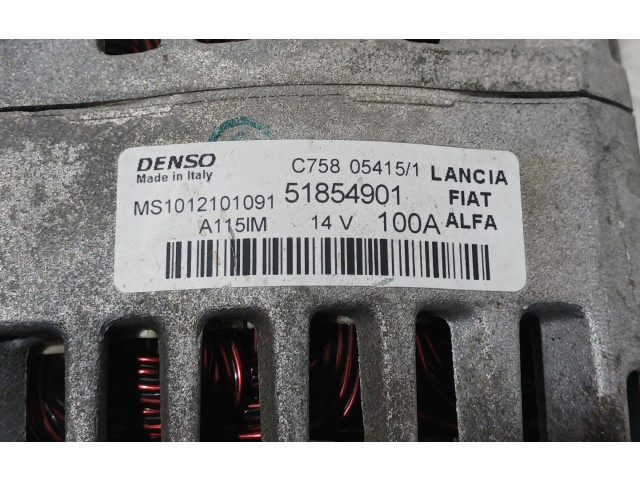 DENSO C758 05415/1 LANCIA
Made in Italy
MS1012101091 51854901 FIAT
A115IM 14 V 100A ALFA